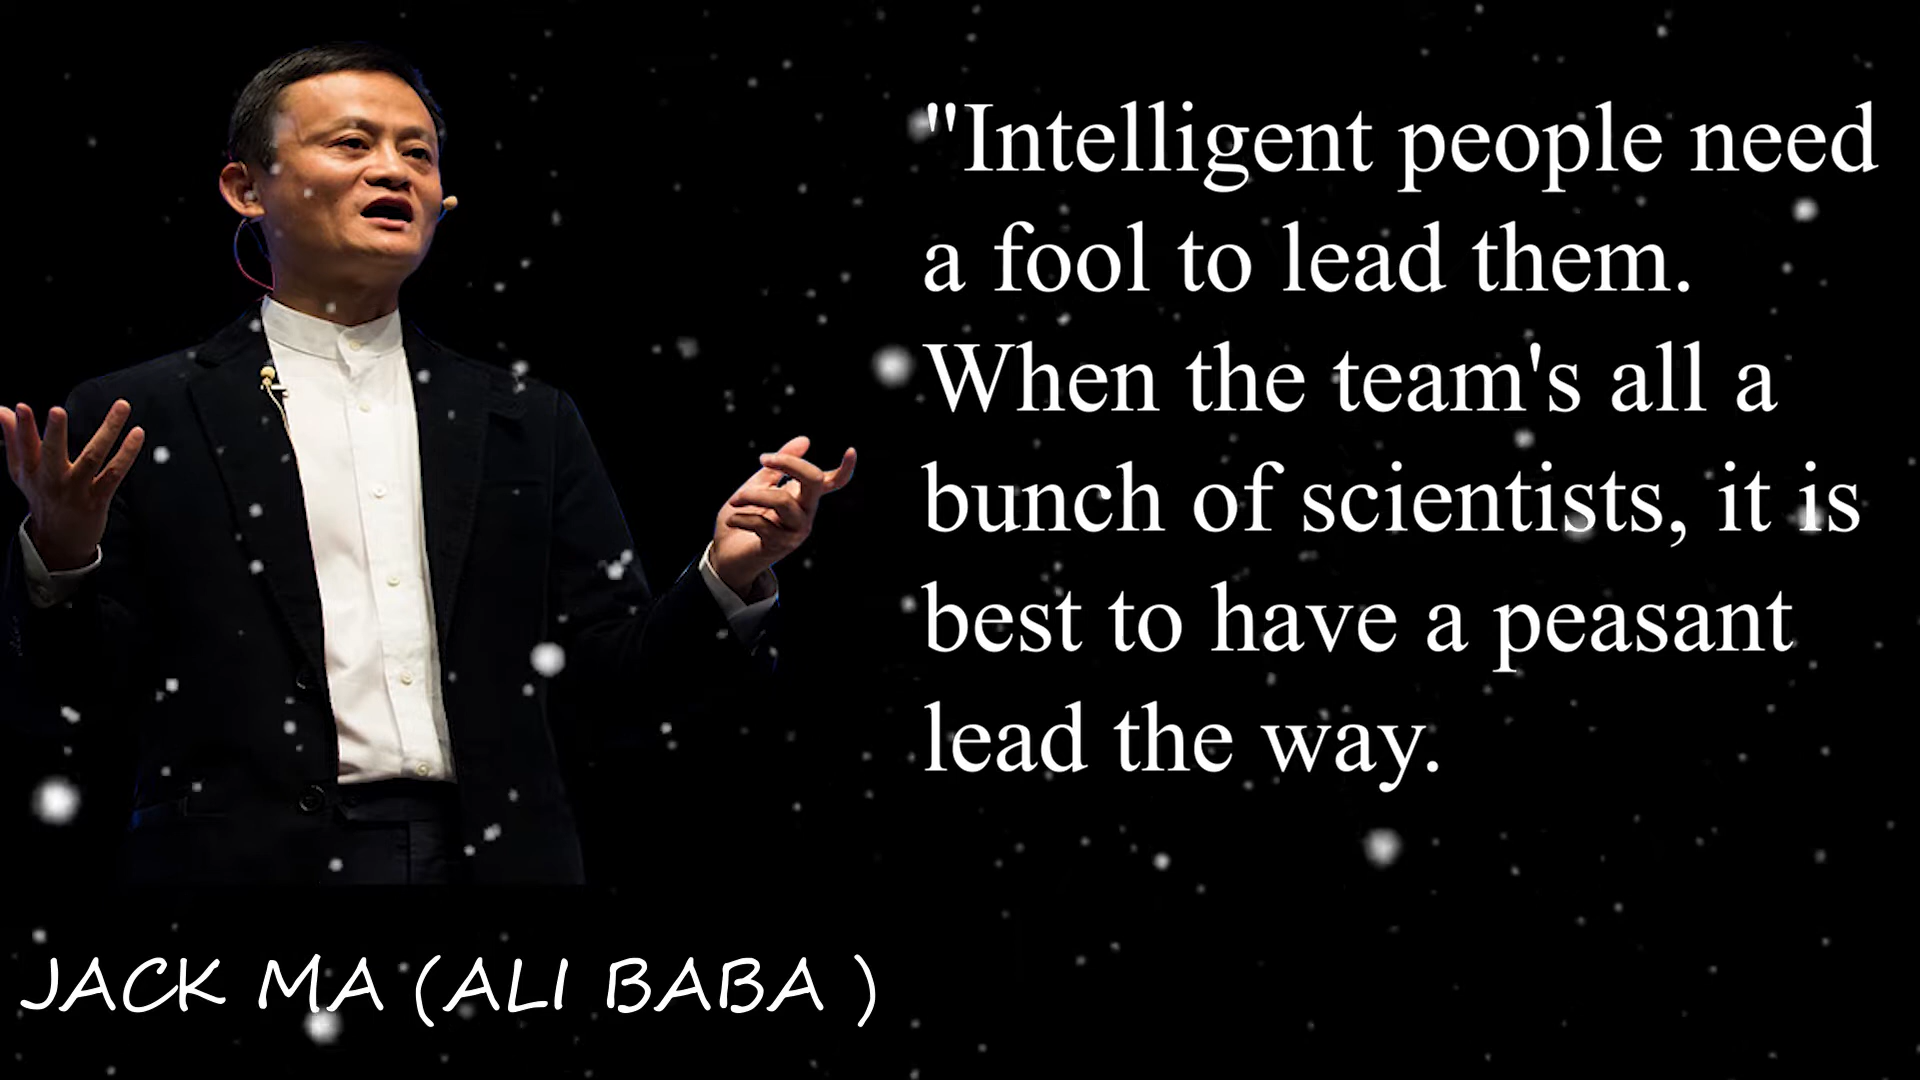 "Intelligent people need
a fool to lead them.
When the team's all a
bunch of scientists, it is
best to have a peasant
lead the way.
JACK MA (ALI BABA )